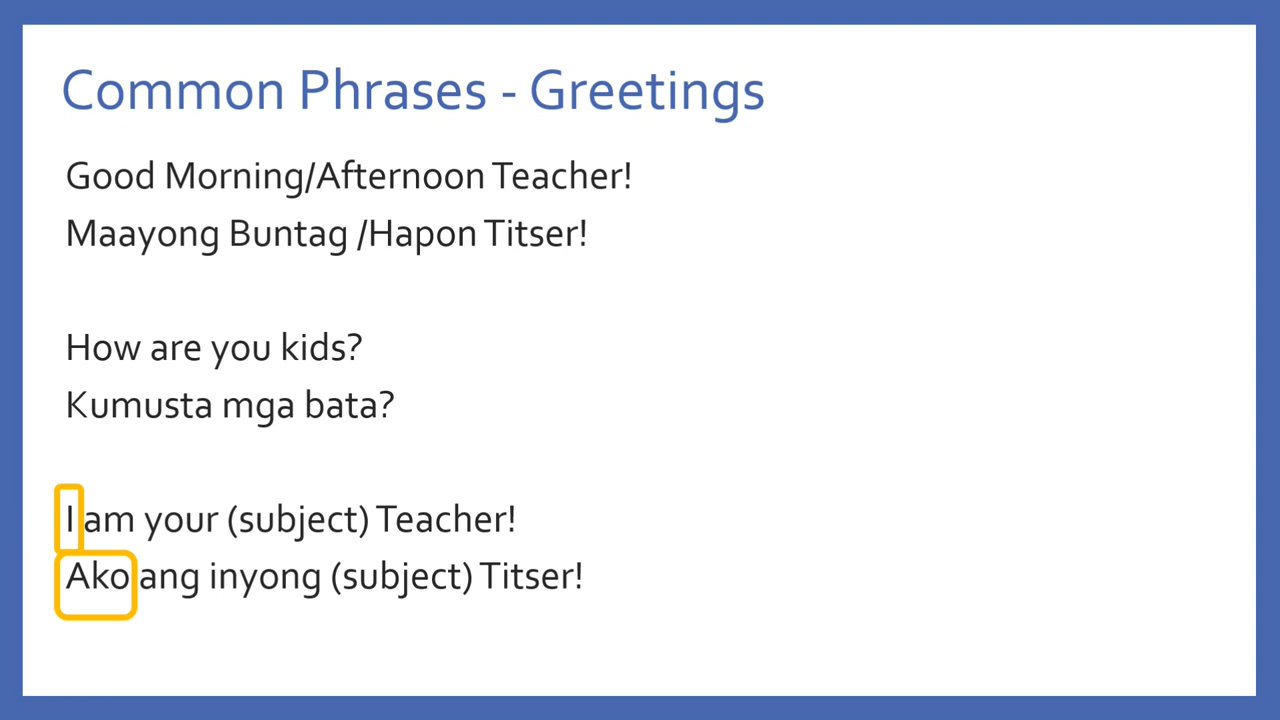 Common Phrases - Greetings
Good Morning/Afternoon Teacher!
Maayong Buntag /Hapon Titser!
How are you kids?
Kumusta mga bata?
I am your (subject) Teacher!
Ako ang inyong (subject) Titser!